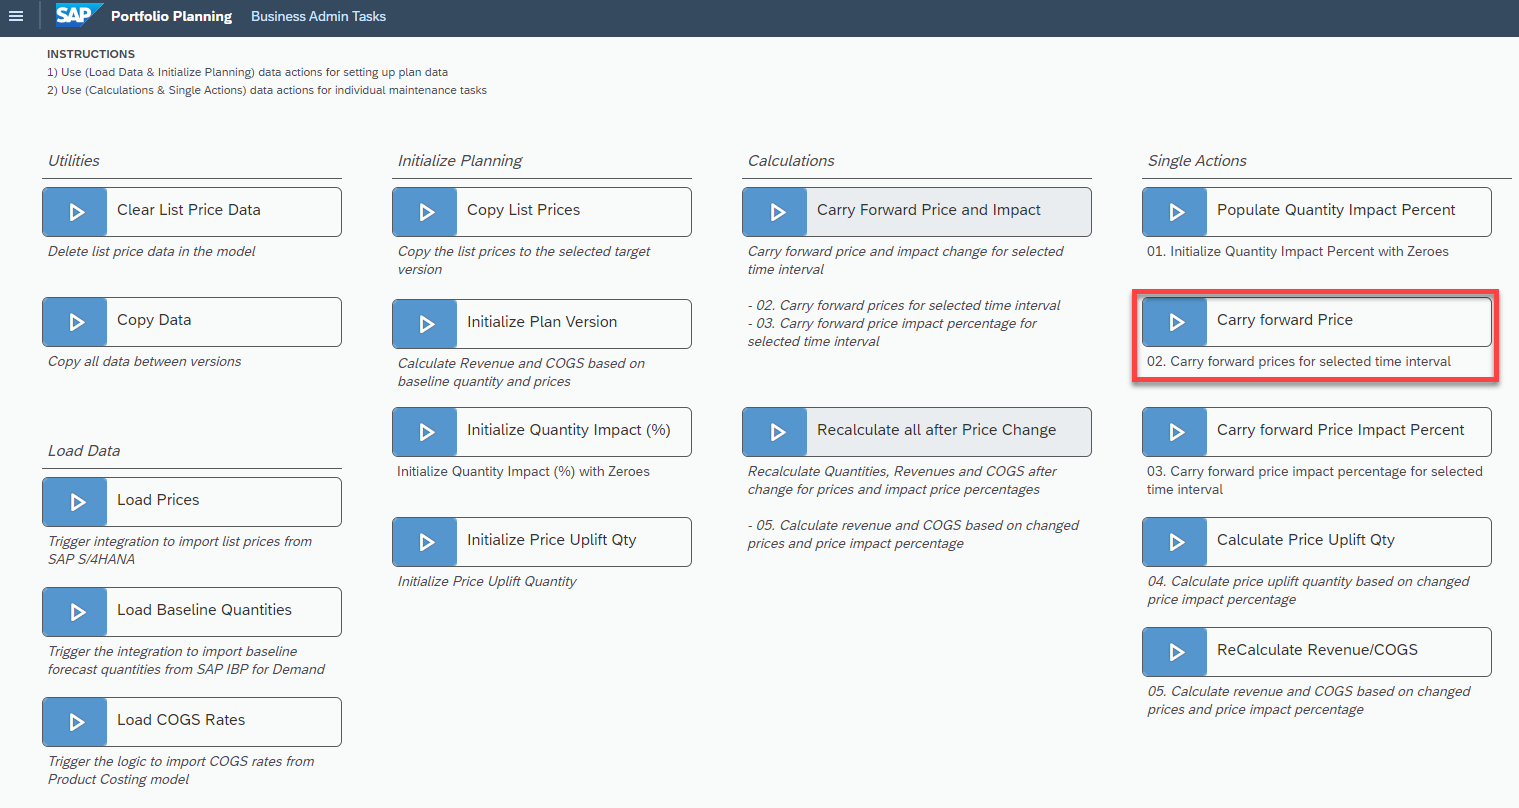 SAP Portfolio Planning Business Admin Tasks
INSTRUCTIONS
1) Use (Load Data & Initialize Planning) data actions for setting up plan data
2) Use (Calculations & Single Actions) data actions for individual maintenance tasks
Utilities
Clear List Price Data
Delete list price data in the model
Copy Data
Copy all data between versions
Load Data
Load Prices
Trigger integration to import list prices from
SAP S/4HANA
Load Baseline Quantities
Trigger the integration to import baseline
forecast quantities from SAP IBP for Demand
Load COGS Rates
Trigger the logic to import COGS rates from
Product Costing model
Initialize Planning
Copy List Prices
Copy the list prices to the selected target
version
Initialize Plan Version
Calculate Revenue and COGS based on
baseline quantity and prices
Initialize Quantity Impact (%)
Initialize Quantity Impact (%) with Zeroes
Initialize Price Uplift Qty
Initialize Price Uplift Quantity
Calculations
Carry Forward Price and Impact
Carry forward price and impact change for selected
time interval
- 02. Carry forward prices for selected time interval
- 03. Carry forward price impact percentage for
selected time interval
Recalculate all after Price Change
Recalculate Quantities, Revenues and COGS after
change for prices and impact price percentages
- 05. Calculate revenue and COGS based on changed
prices and price impact percentage
Single Actions
Populate Quantity Impact Percent
01. Initialize Quantity Impact Percent with Zeroes
Carry forward Price
02. Carry forward prices for selected time interval
Carry forward Price Impact Percent
03. Carry forward price impact percentage for selected
time interval
Calculate Price Uplift Qty
04. Calculate price uplift quantity based on changed
price impact percentage
ReCalculate Revenue/COGS
05. Calculate revenue and COGS based on changed
prices and price impact percentage